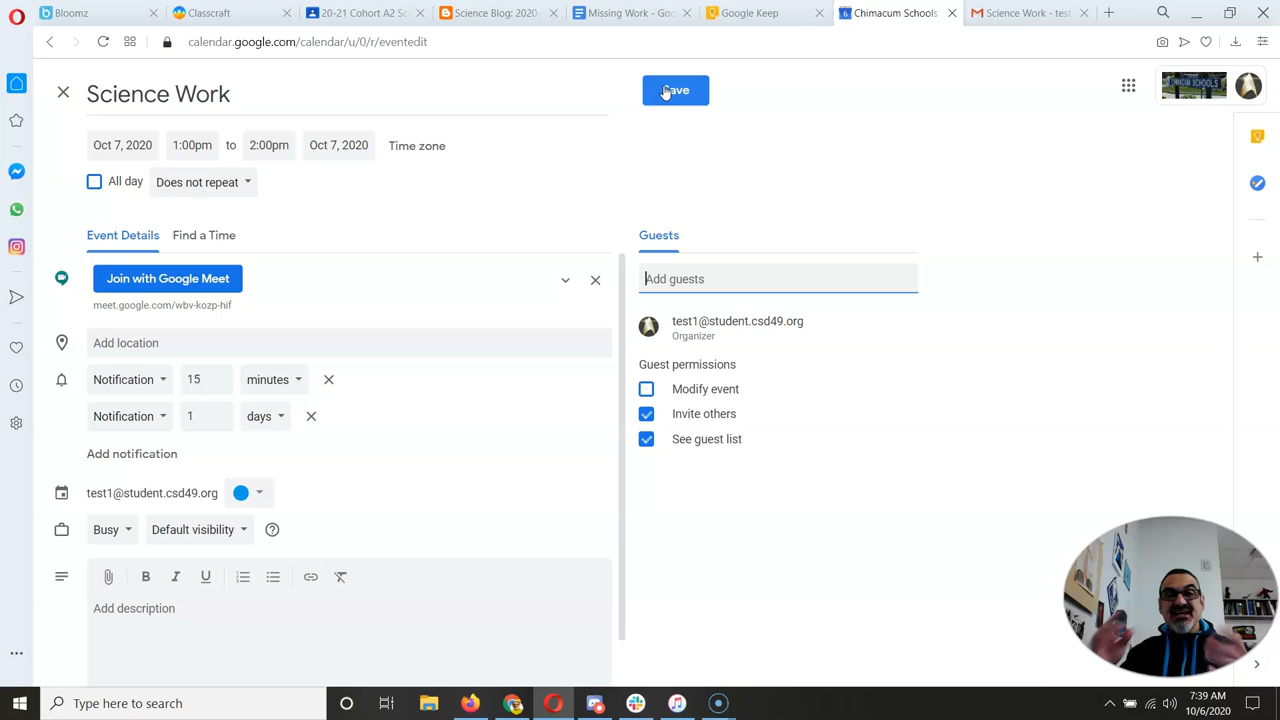 Bloomz
Classcraft
20-21 Cohort A2 Sc
Science Blog: 2020-
Missing Work - Goo
Google Keep
Chimacum Schools
Science Work - test
calendar.google.com/calendar/u/0/r/eventedit
Science Work
Save
CHIMACUM SCHOOLS
Oct 7, 2020 1:00pm to 2:00pm Oct 7, 2020 Time zone
All day Does not repeat
Event Details Find a Time
Guests
Join with Google Meet
meet.google.com/wbv-kozp-hif
Add guests
test1@student.csd49.org
Organizer
Add location
Guest permissions
Notification 15 minutes
Modify event
Notification 1 days
Invite others
See guest list
Add notification
test1@student.csd49.org
Busy Default visibility
B I U
Add description
Type here to search
7:39 AM
10/6/2020